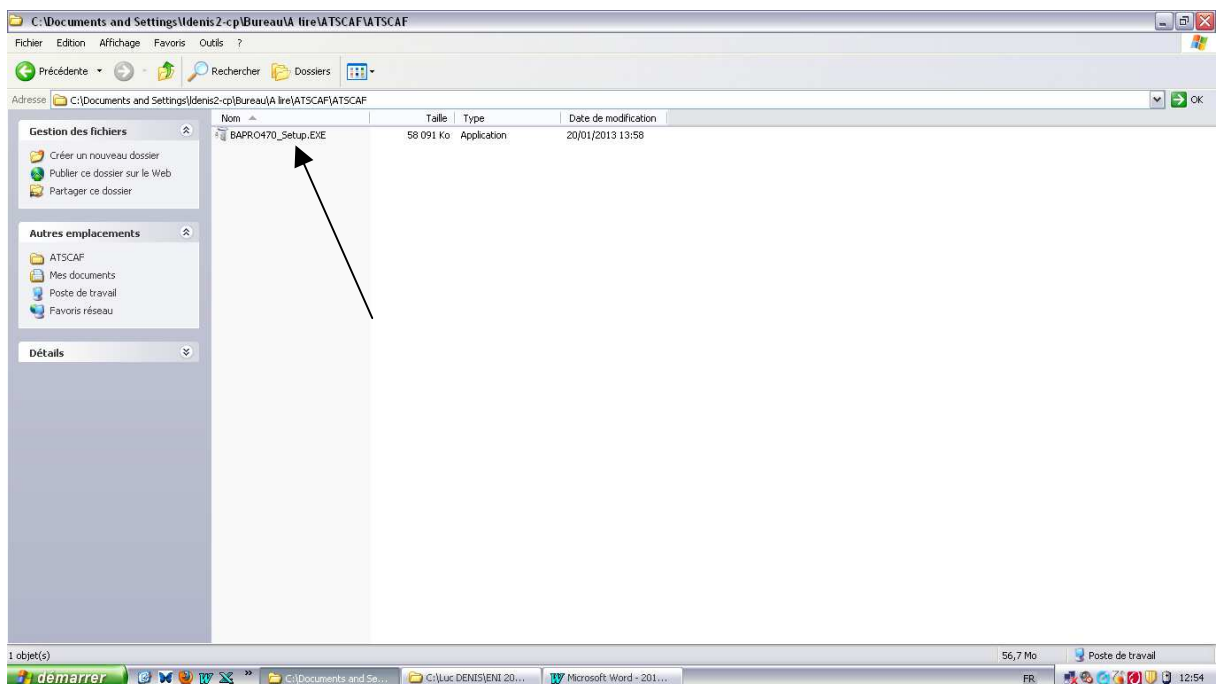 C:\Documents and Settings\ldenis2-cp\Bureau\A lire\ATSCAF\ATSCAF
Fichier Edition Affichage Favoris Outils ?
Précédente Rechercher Dossiers
Adresse C:\Documents and Settings\ldenis2-cp\Bureau\A lire\ATSCAF\ATSCAF OK
Nom Taille Type Date de modification
Gestion des fichiers
BAPRO470_Setup.EXE 58 091 Ko Application 20/01/2013 13:58
Créer un nouveau dossier
Publier ce dossier sur le Web
Partager ce dossier
Autres emplacements
ATSCAF
Mes documents
Poste de travail
Favoris réseau
Détails
1 objet(s) 56,7 Mo Poste de travail
démarrer C:\Documents and Se... C:\Luc DENIS\ENI 20... Microsoft Word - 201... FR 12:54